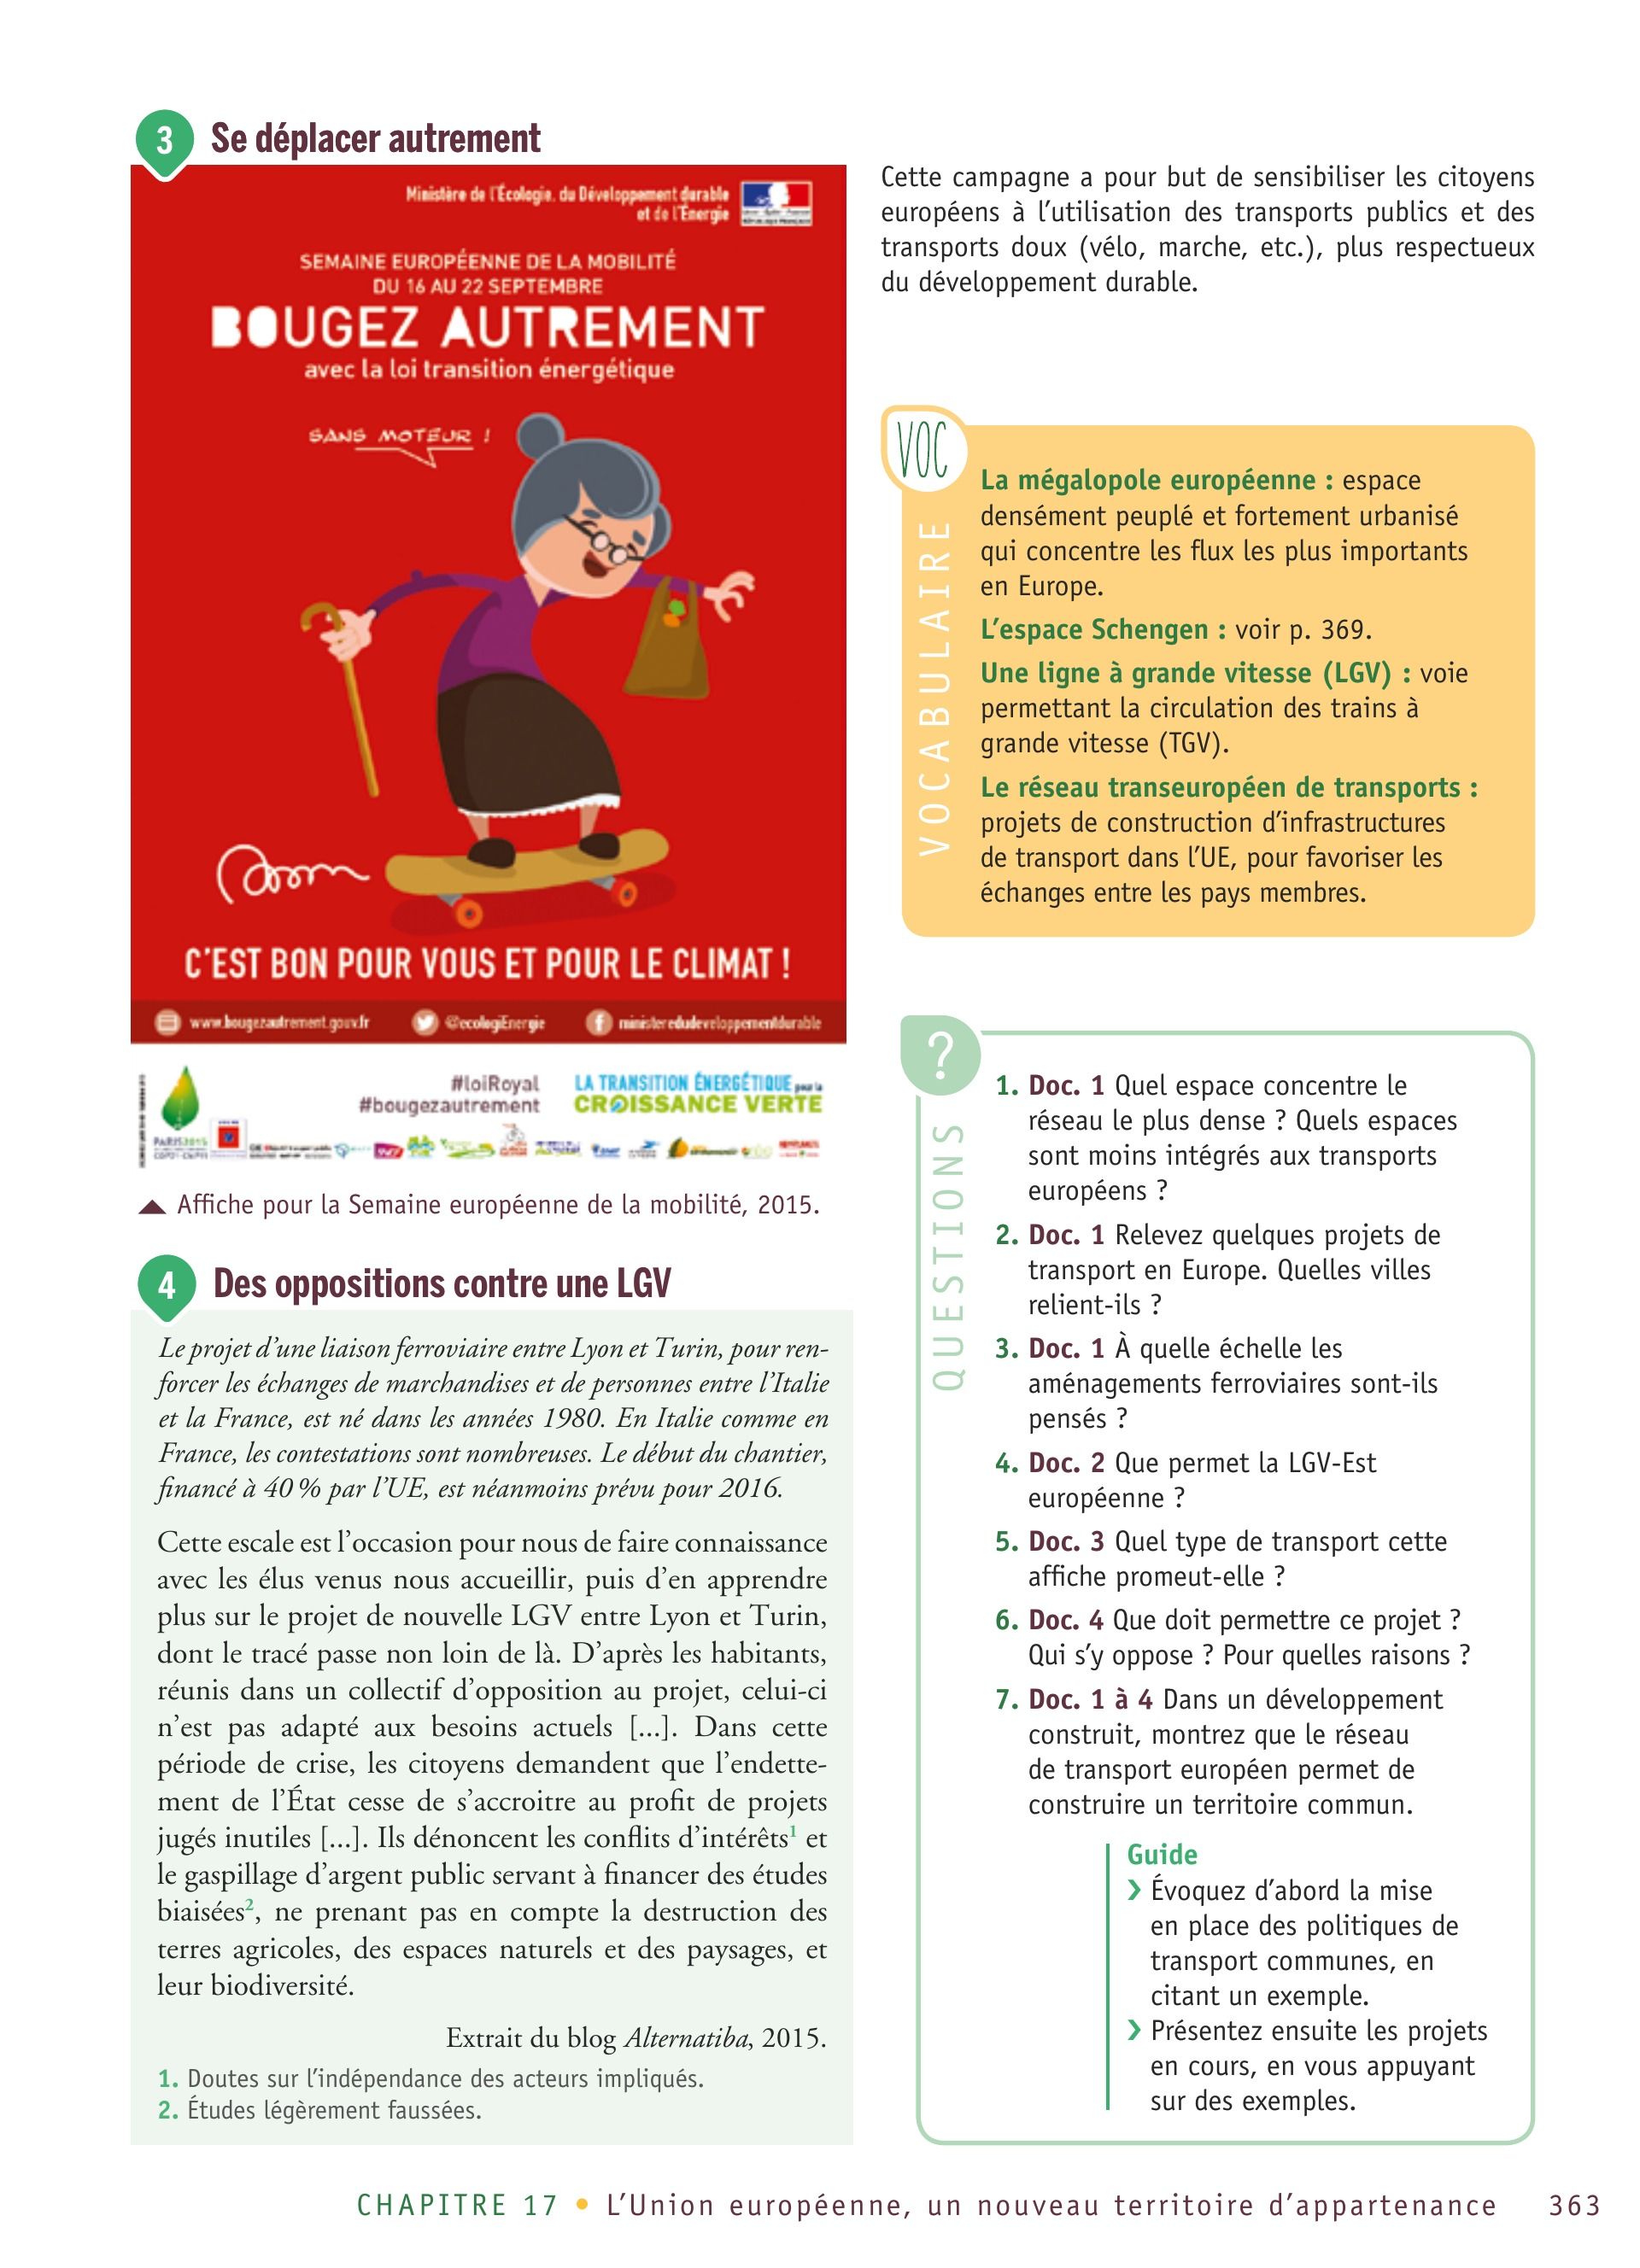 3 Se déplacer autrement
Ministère de l'Écologie, du Développement durable
et de l'Énergie
SEMAINE EUROPÉENNE DE LA MOBILITÉ
DU 16 AU 22 SEPTEMBRE
BOUGEZ AUTREMENT
avec la loi transition énergétique
SANS MOTEUR !
C'EST BON POUR VOUS ET POUR LE CLIMAT !
www.bougezautrement.gouv.fr @ecologiEnergie ministeredudeveloppementdurable
#loiRoyal
#bougezautrement
LA TRANSITION ÉNERGÉTIQUE pour la
CROISSANCE VERTE
PARIS2015
Affiche pour la Semaine européenne de la mobilité, 2015.
Cette campagne a pour but de sensibiliser les citoyens
européens à l'utilisation des transports publics et des
transports doux (vélo, marche, etc.), plus respectueux
du développement durable.
VOC
VOCABULAIRE
La mégalopole européenne : espace
densément peuplé et fortement urbanisé
qui concentre les flux les plus importants
en Europe.
L'espace Schengen : voir p. 369.
Une ligne à grande vitesse (LGV) : voie
permettant la circulation des trains à
grande vitesse (TGV).
Le réseau transeuropéen de transports :
projets de construction d'infrastructures
de transport dans l'UE, pour favoriser les
échanges entre les pays membres.
4 Des oppositions contre une LGV
Le projet d'une liaison ferroviaire entre Lyon et Turin, pour ren-
forcer les échanges de marchandises et de personnes entre l'Italie
et la France, est né dans les années 1980. En Italie comme en
France, les contestations sont nombreuses. Le début du chantier,
financé à 40 % par l'UE, est néanmoins prévu pour 2016.
Cette escale est l'occasion pour nous de faire connaissance
avec les élus venus nous accueillir, puis d'en apprendre
plus sur le projet de nouvelle LGV entre Lyon et Turin,
dont le tracé passe non loin de là. D'après les habitants,
réunis dans un collectif d'opposition au projet, celui-ci
n'est pas adapté aux besoins actuels [...]. Dans cette
période de crise, les citoyens demandent que l'endette-
ment de l'État cesse de s'accroitre au profit de projets
jugés inutiles [...]. Ils dénoncent les conflits d'intérêts1 et
le gaspillage d'argent public servant à financer des études
biaisées2, ne prenant pas en compte la destruction des
terres agricoles, des espaces naturels et des paysages, et
leur biodiversité.
Extrait du blog Alternatiba, 2015.
1. Doutes sur l'indépendance des acteurs impliqués.
2. Études légèrement faussées.
?
QUESTIONS
1. Doc. 1 Quel espace concentre le
réseau le plus dense ? Quels espaces
sont moins intégrés aux transports
européens ?
2. Doc. 1 Relevez quelques projets de
transport en Europe. Quelles villes
relient-ils ?
3. Doc. 1 À quelle échelle les
aménagements ferroviaires sont-ils
pensés ?
4. Doc. 2 Que permet la LGV-Est
européenne ?
5. Doc. 3 Quel type de transport cette
affiche promeut-elle ?
6. Doc. 4 Que doit permettre ce projet ?
Qui s'y oppose ? Pour quelles raisons ?
7. Doc. 1 à 4 Dans un développement
construit, montrez que le réseau
de transport européen permet de
construire un territoire commun.
Guide
❯ Évoquez d'abord la mise
en place des politiques de
transport communes, en
citant un exemple.
❯ Présentez ensuite les projets
en cours, en vous appuyant
sur des exemples.
CHAPITRE 17 • L'Union européenne, un nouveau territoire d'appartenance 363